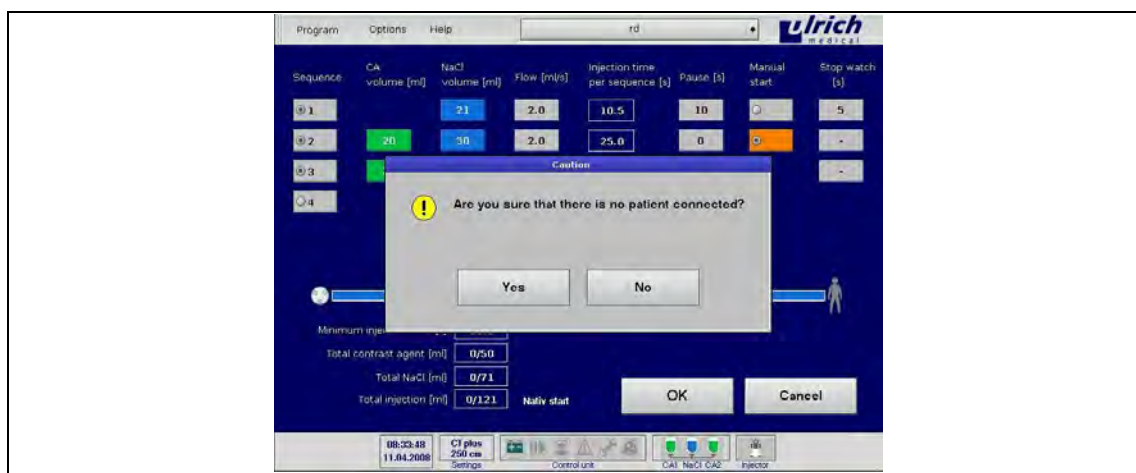 Program Options Help rd ulrich medical
Sequence CA volume [ml] NaCl volume [ml] Flow [ml/s] Injection time per sequence [s] Pause [s] Manual start Stop watch [s]
1 21 2.0 10.5 10 5
2 20 30 2.0 25.0 0 -
3 -
4
Caution
Are you sure that there is no patient connected?
Yes No
Total contrast agent [ml] 0/50
Total NaCl [ml] 0/71
Total injection [ml] 0/121 Nativ start
OK Cancel
08:33:48 CT plus
11.04.2008 250 cm
Settings Control unit CA1 NaCl CA2 Injector